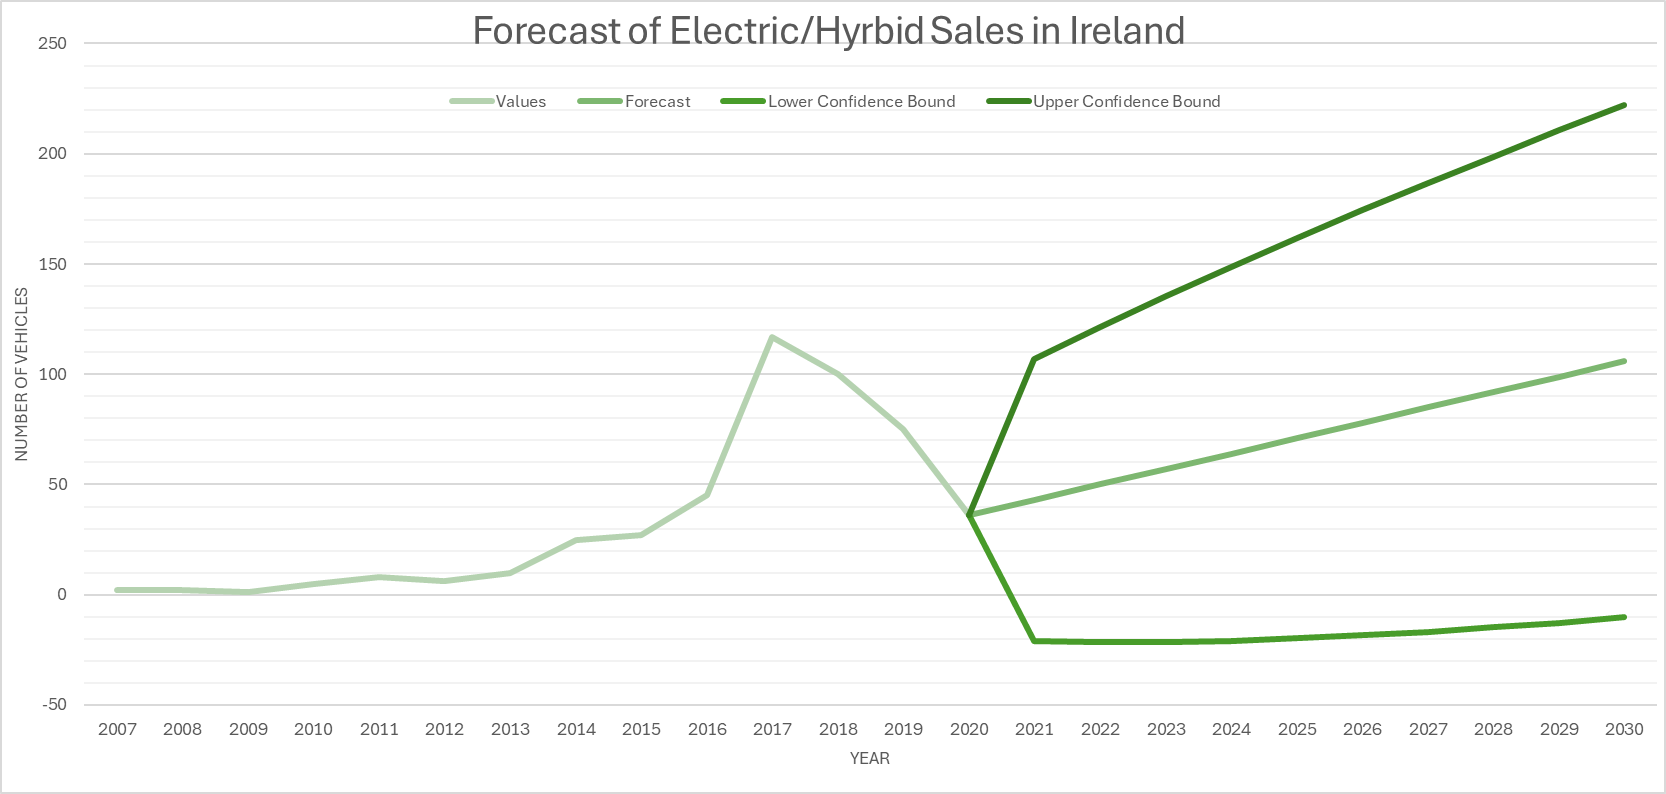 Forecast of Electric/Hyrbid Sales in Ireland
Values Forecast Lower Confidence Bound Upper Confidence Bound
250
200
150
100
50
0
-50
NUMBER OF VEHICLES
2007 2008 2009 2010 2011 2012 2013 2014 2015 2016 2017 2018 2019 2020 2021 2022 2023 2024 2025 2026 2027 2028 2029 2030
YEAR